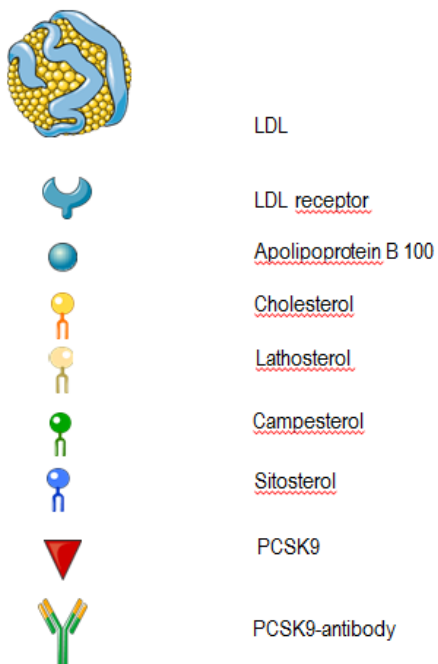 LDL
LDL receptor
Apolipoprotein B 100
Cholesterol
Lathosterol
Campesterol
Sitosterol
PCSK9
PCSK9-antibody